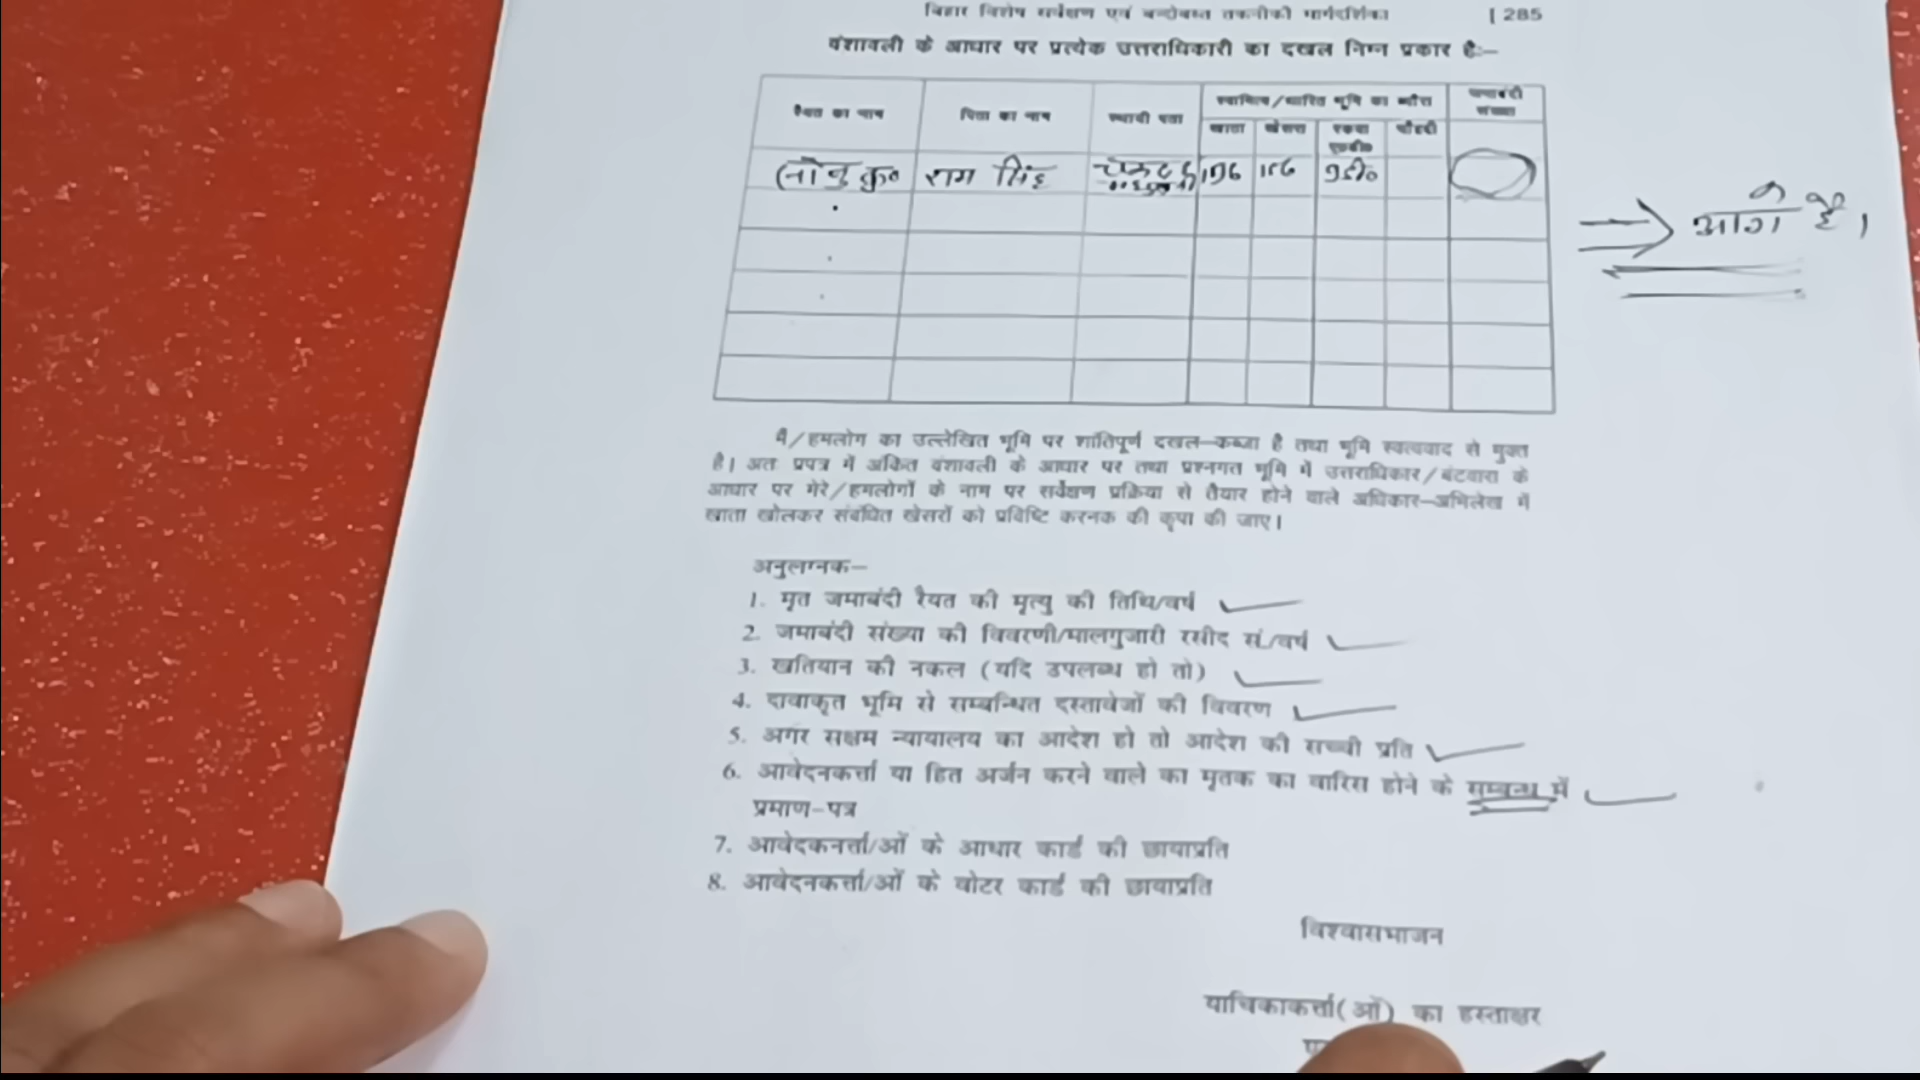 बिहार विशेष सर्वेक्षण एवं बन्दोबस्त तकनीकी मार्गदर्शिका [ 285
वंशावली के आधार पर प्रत्येक उत्तराधिकारी का दखल निम्न प्रकार है:–
रैयत का नाम पिता का नाम स्थायी पता स्वामित्व/धारित भूमि का ब्यौरा जमाबंदी संख्या
खाता खेसरा रकबा ए०डी० चौहदी
राम सिंह 156
आगे है।
मैं/हमलोग का उल्लेखित भूमि पर शांतिपूर्ण दखल–कब्जा है तथा भूमि स्वत्ववाद से मुक्त
है। अतः प्रपत्र में अंकित वंशावली के आधार पर तथा प्रश्नगत भूमि में उत्तराधिकार/बंटवारा के
आधार पर मेरे/हमलोगों के नाम पर सर्वेक्षण प्रक्रिया से तैयार होने वाले अधिकार–अभिलेख में
खाता खोलकर संबंधित खेसरों को प्रविष्टि करनक की कृपा की जाए।
अनुलग्नक–
1. मृत जमाबंदी रैयत की मृत्यु की तिथि/वर्ष
2. जमाबंदी संख्या की विवरणी/मालगुजारी रसीद सं./वर्ष
3. खतियान की नकल (यदि उपलब्ध हो तो)
4. दावाकृत भूमि से सम्बन्धित दस्तावेजों की विवरण
5. अगर सक्षम न्यायालय का आदेश हो तो आदेश की सच्ची प्रति
6. आवेदनकर्त्ता या हित अर्जन करने वाले का मृतक का वारिस होने के सम्बन्ध में
प्रमाण–पत्र
7. आवेदकनर्त्ता/ओं के आधार कार्ड की छायाप्रति
8. आवेदनकर्त्ता/ओं के वोटर कार्ड की छायाप्रति
विश्वासभाजन
याचिकाकर्त्ता(ओं) का हस्ताक्षर